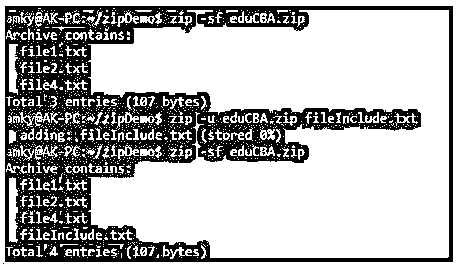 amky@AK-PC:~/zipDemo$ zip -sf eduCBA.zip
Archive contains:
file1.txt
file2.txt
file4.txt
Total 3 entries (107 bytes)
amky@AK-PC:~/zipDemo$ zip -u eduCBA.zip fileInclude.txt
adding: fileInclude.txt (stored 0%)
amky@AK-PC:~/zipDemo$ zip -sf eduCBA.zip
Archive contains:
file1.txt
file2.txt
file4.txt
fileInclude.txt
Total 4 entries (107 bytes)